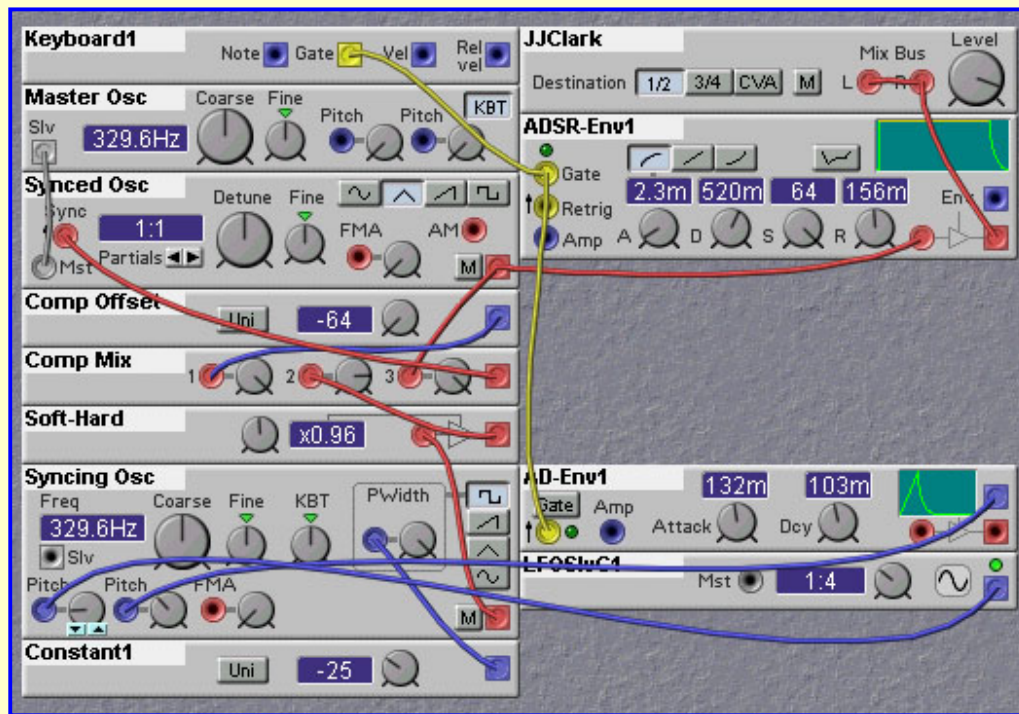 Keyboard1
Note Gate Vel Rel vel
Master Osc
Coarse Fine Pitch Pitch KBT
Slv 329.6Hz
Synced Osc
Sync 1:1 Detune Fine
Partials FMA AM
Mst M
Comp Offset
Uni -64
Comp Mix
1 2 3
Soft-Hard
x0.96
Syncing Osc
Freq Coarse Fine KBT PWidth
329.6Hz
Slv
Pitch Pitch FMA
M
Constant1
Uni -25
JJClark
Mix Bus Level
Destination 1/2 3/4 CVA M L R
ADSR-Env1
Gate
2.3m 520m 64 156m
Retrig Env
Amp A D S R
AD-Env1
132m 103m
Gate Amp Attack Dcy
LFOSlvC1
Mst 1:4